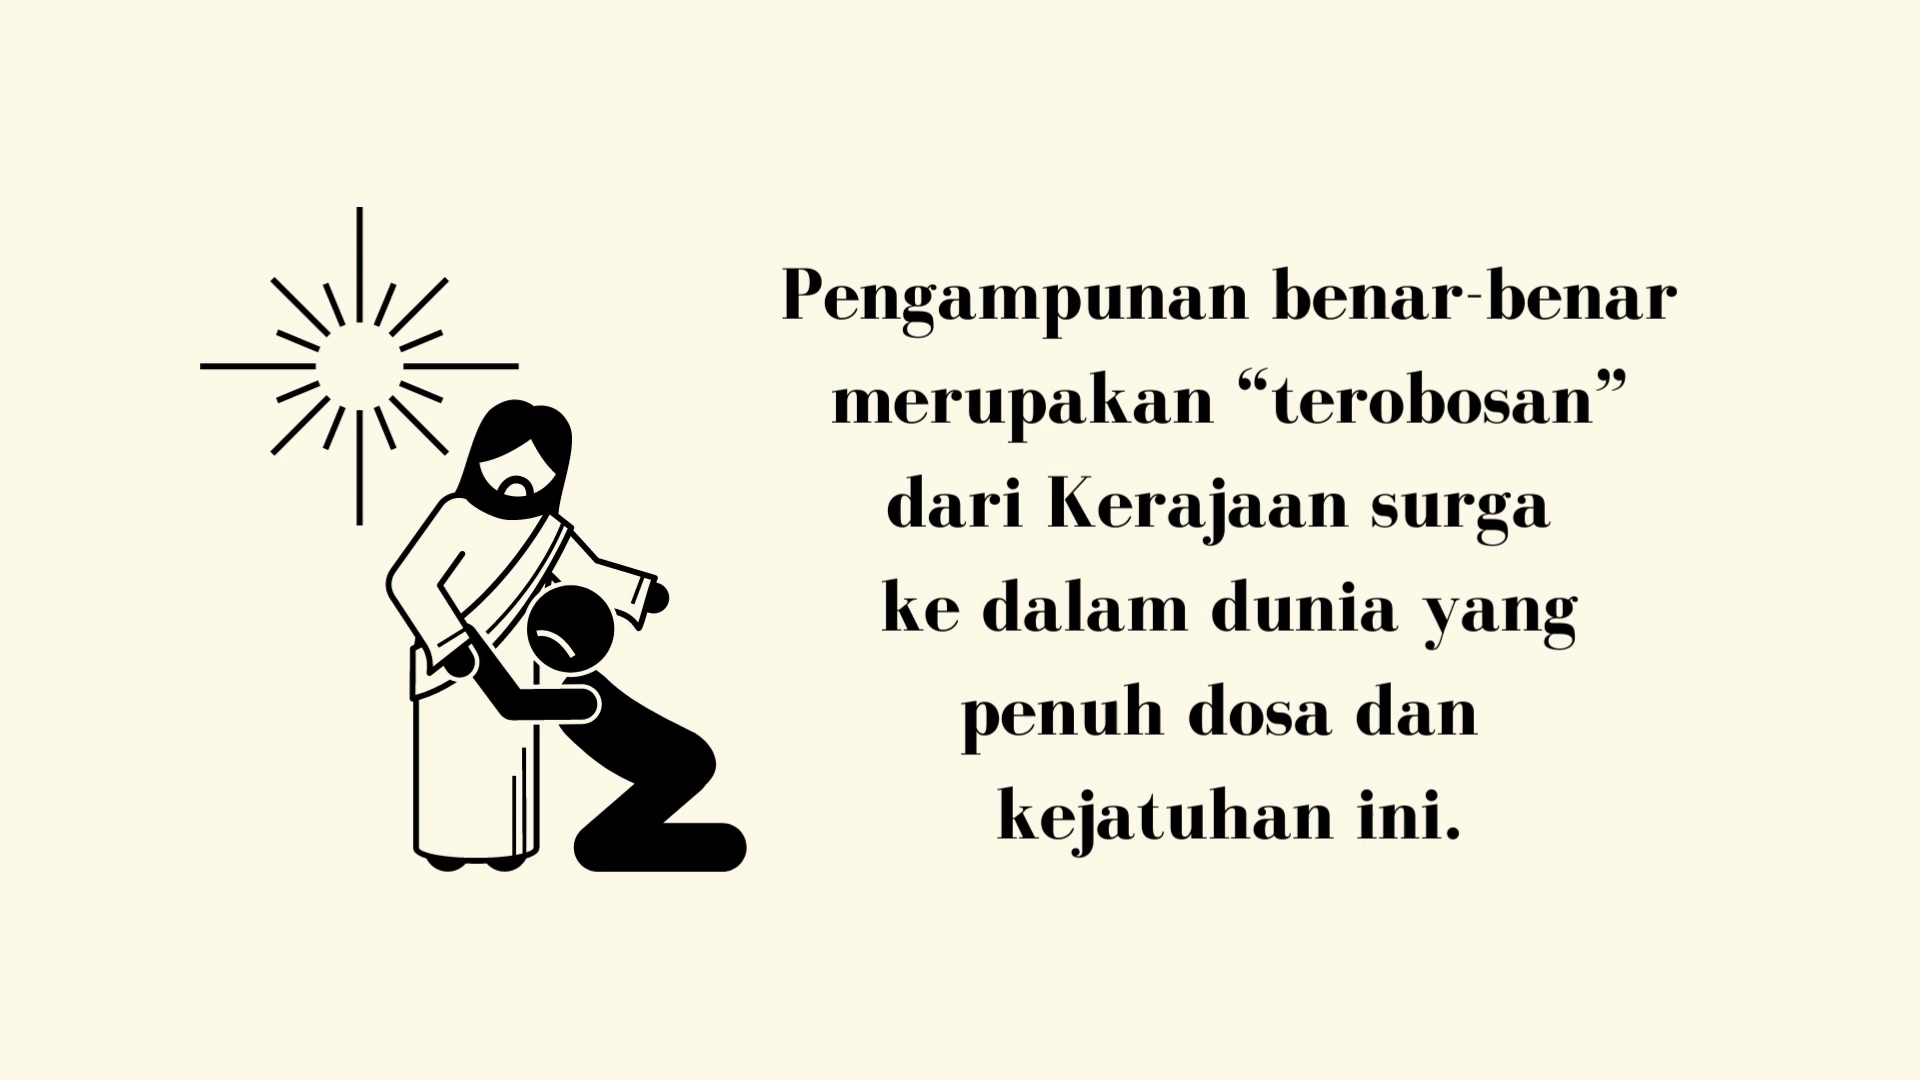 Pengampunan benar-benar
merupakan “terobosan”
dari Kerajaan surga
ke dalam dunia yang
penuh dosa dan
kejatuhan ini.